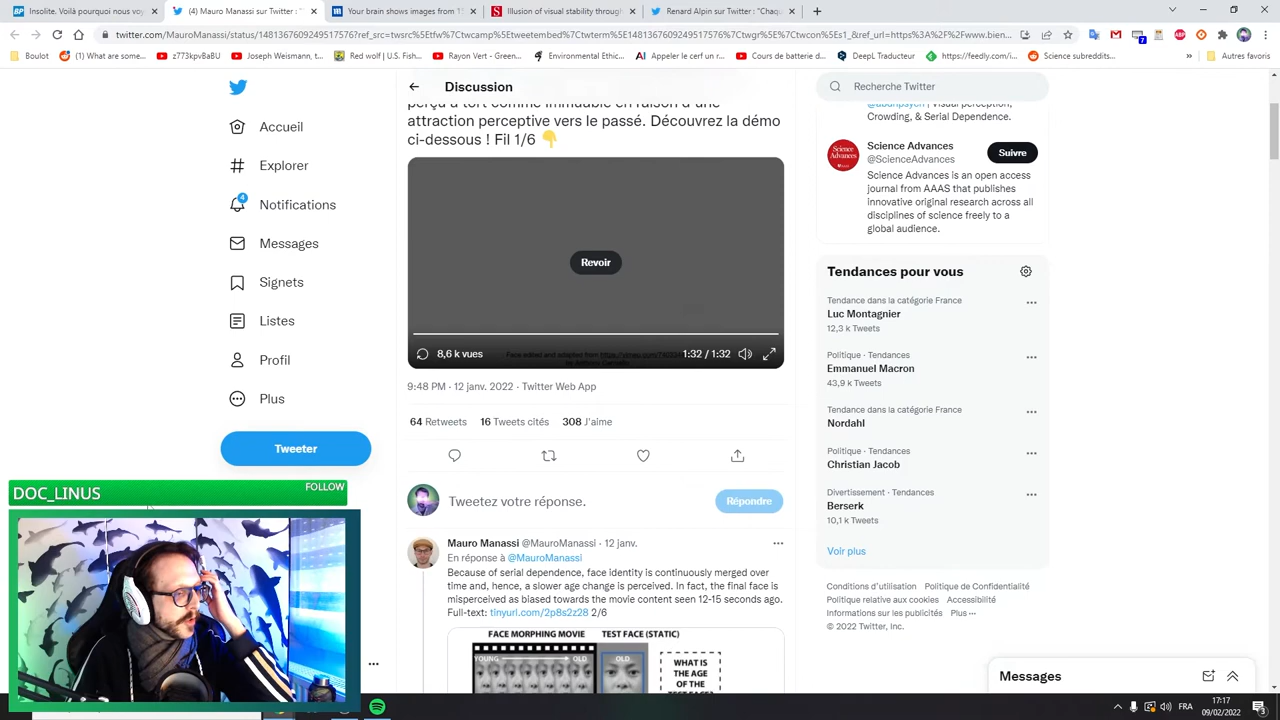 Insolite. Voilà pourquoi nous voy
(4) Mauro Manassi sur Twitter: "
Your brain shows images from 15
Illusion of visual stability through
Renard Alpin sur Twitter: "Chaqu
twitter.com/MauroManassi/status/1481367609249517576?ref_src=twsrc%5Etfw%7Ctwcamp%5Etweetembed%7Ctwterm%5E1481367609249517576%7Ctwgr%5E%7Ctwcon%5Es1_&ref_url=https%3A%2F%2Fwww.bien...
Boulot
(1) What are some...
z773kpvBa8U
Joseph Weismann, t...
Red wolf | U.S. Fish...
Rayon Vert - Green...
Environmental Ethic...
Appeler le cerf un t...
Cours de batterie d...
DeepL Traducteur
https://feedly.com/i...
Science subreddits...
»
Autres favoris
Discussion
Recherche Twitter
perçu à tort comme immuable en raison d'une
attraction perceptive vers le passé. Découvrez la démo
ci-dessous ! Fil 1/6 👇
@abdnpsych | Visual perception,
Crowding, & Serial Dependence.
Accueil
Explorer
Notifications
4
Messages
Signets
Listes
Profil
Plus
Tweeter
Science Advances
@ScienceAdvances
Suivre
Science Advances is an open access
journal from AAAS that publishes
innovative original research across all
disciplines of science freely to a
global audience.
Revoir
8,6 k vues
1:32 / 1:32
9:48 PM · 12 janv. 2022 · Twitter Web App
64 Retweets 16 Tweets cités 308 J'aime
Tweetez votre réponse.
Répondre
Mauro Manassi @MauroManassi · 12 janv.
En réponse à @MauroManassi
Because of serial dependence, face identity is continuously merged over
time and, hence, a slower age change is perceived. In fact, the final face is
misperceived as biased towards the movie content seen 12-15 seconds ago.
Full-text: tinyurl.com/2p8s2z28 2/6
FACE MORPHING MOVIE
TEST FACE (STATIC)
YOUNG
OLD
OLD
WHAT IS
THE AGE
OF THE
Tendances pour vous
Tendance dans la catégorie France
Luc Montagnier
12,3 k Tweets
Politique · Tendances
Emmanuel Macron
43,9 k Tweets
Tendance dans la catégorie France
Nordahl
Politique · Tendances
Christian Jacob
Divertissement · Tendances
Berserk
10,1 k Tweets
Voir plus
Conditions d'utilisation Politique de Confidentialité
Politique relative aux cookies Accessibilité
Informations sur les publicités Plus ···
© 2022 Twitter, Inc.
Messages
DOC_LINUS
FOLLOW
FRA
17:17
09/02/2022